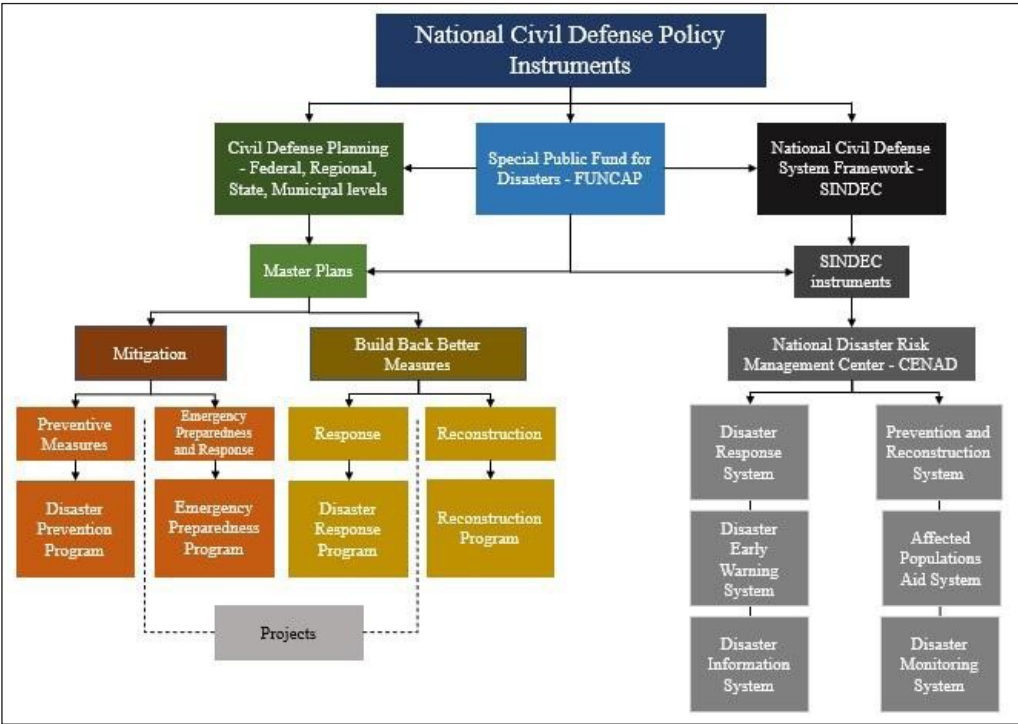 National Civil Defense Policy
Instruments
Civil Defense Planning
- Federal, Regional,
State, Municipal levels
Special Public Fund for
Disasters - FUNCAP
National Civil Defense
System Framework -
SINDEC
Master Plans
SINDEC
instruments
Mitigation
Build Back Better
Measures
National Disaster Risk
Management Center - CENAD
Preventive
Measures
Emergency
Preparedness
and Response
Response
Reconstruction
Disaster
Response
System
Prevention and
Reconstruction
System
Disaster
Prevention
Program
Emergency
Preparedness
Program
Disaster
Response
Program
Reconstruction
Program
Disaster
Early
Warning
System
Affected
Populations
Aid System
Projects
Disaster
Information
System
Disaster
Monitoring
System